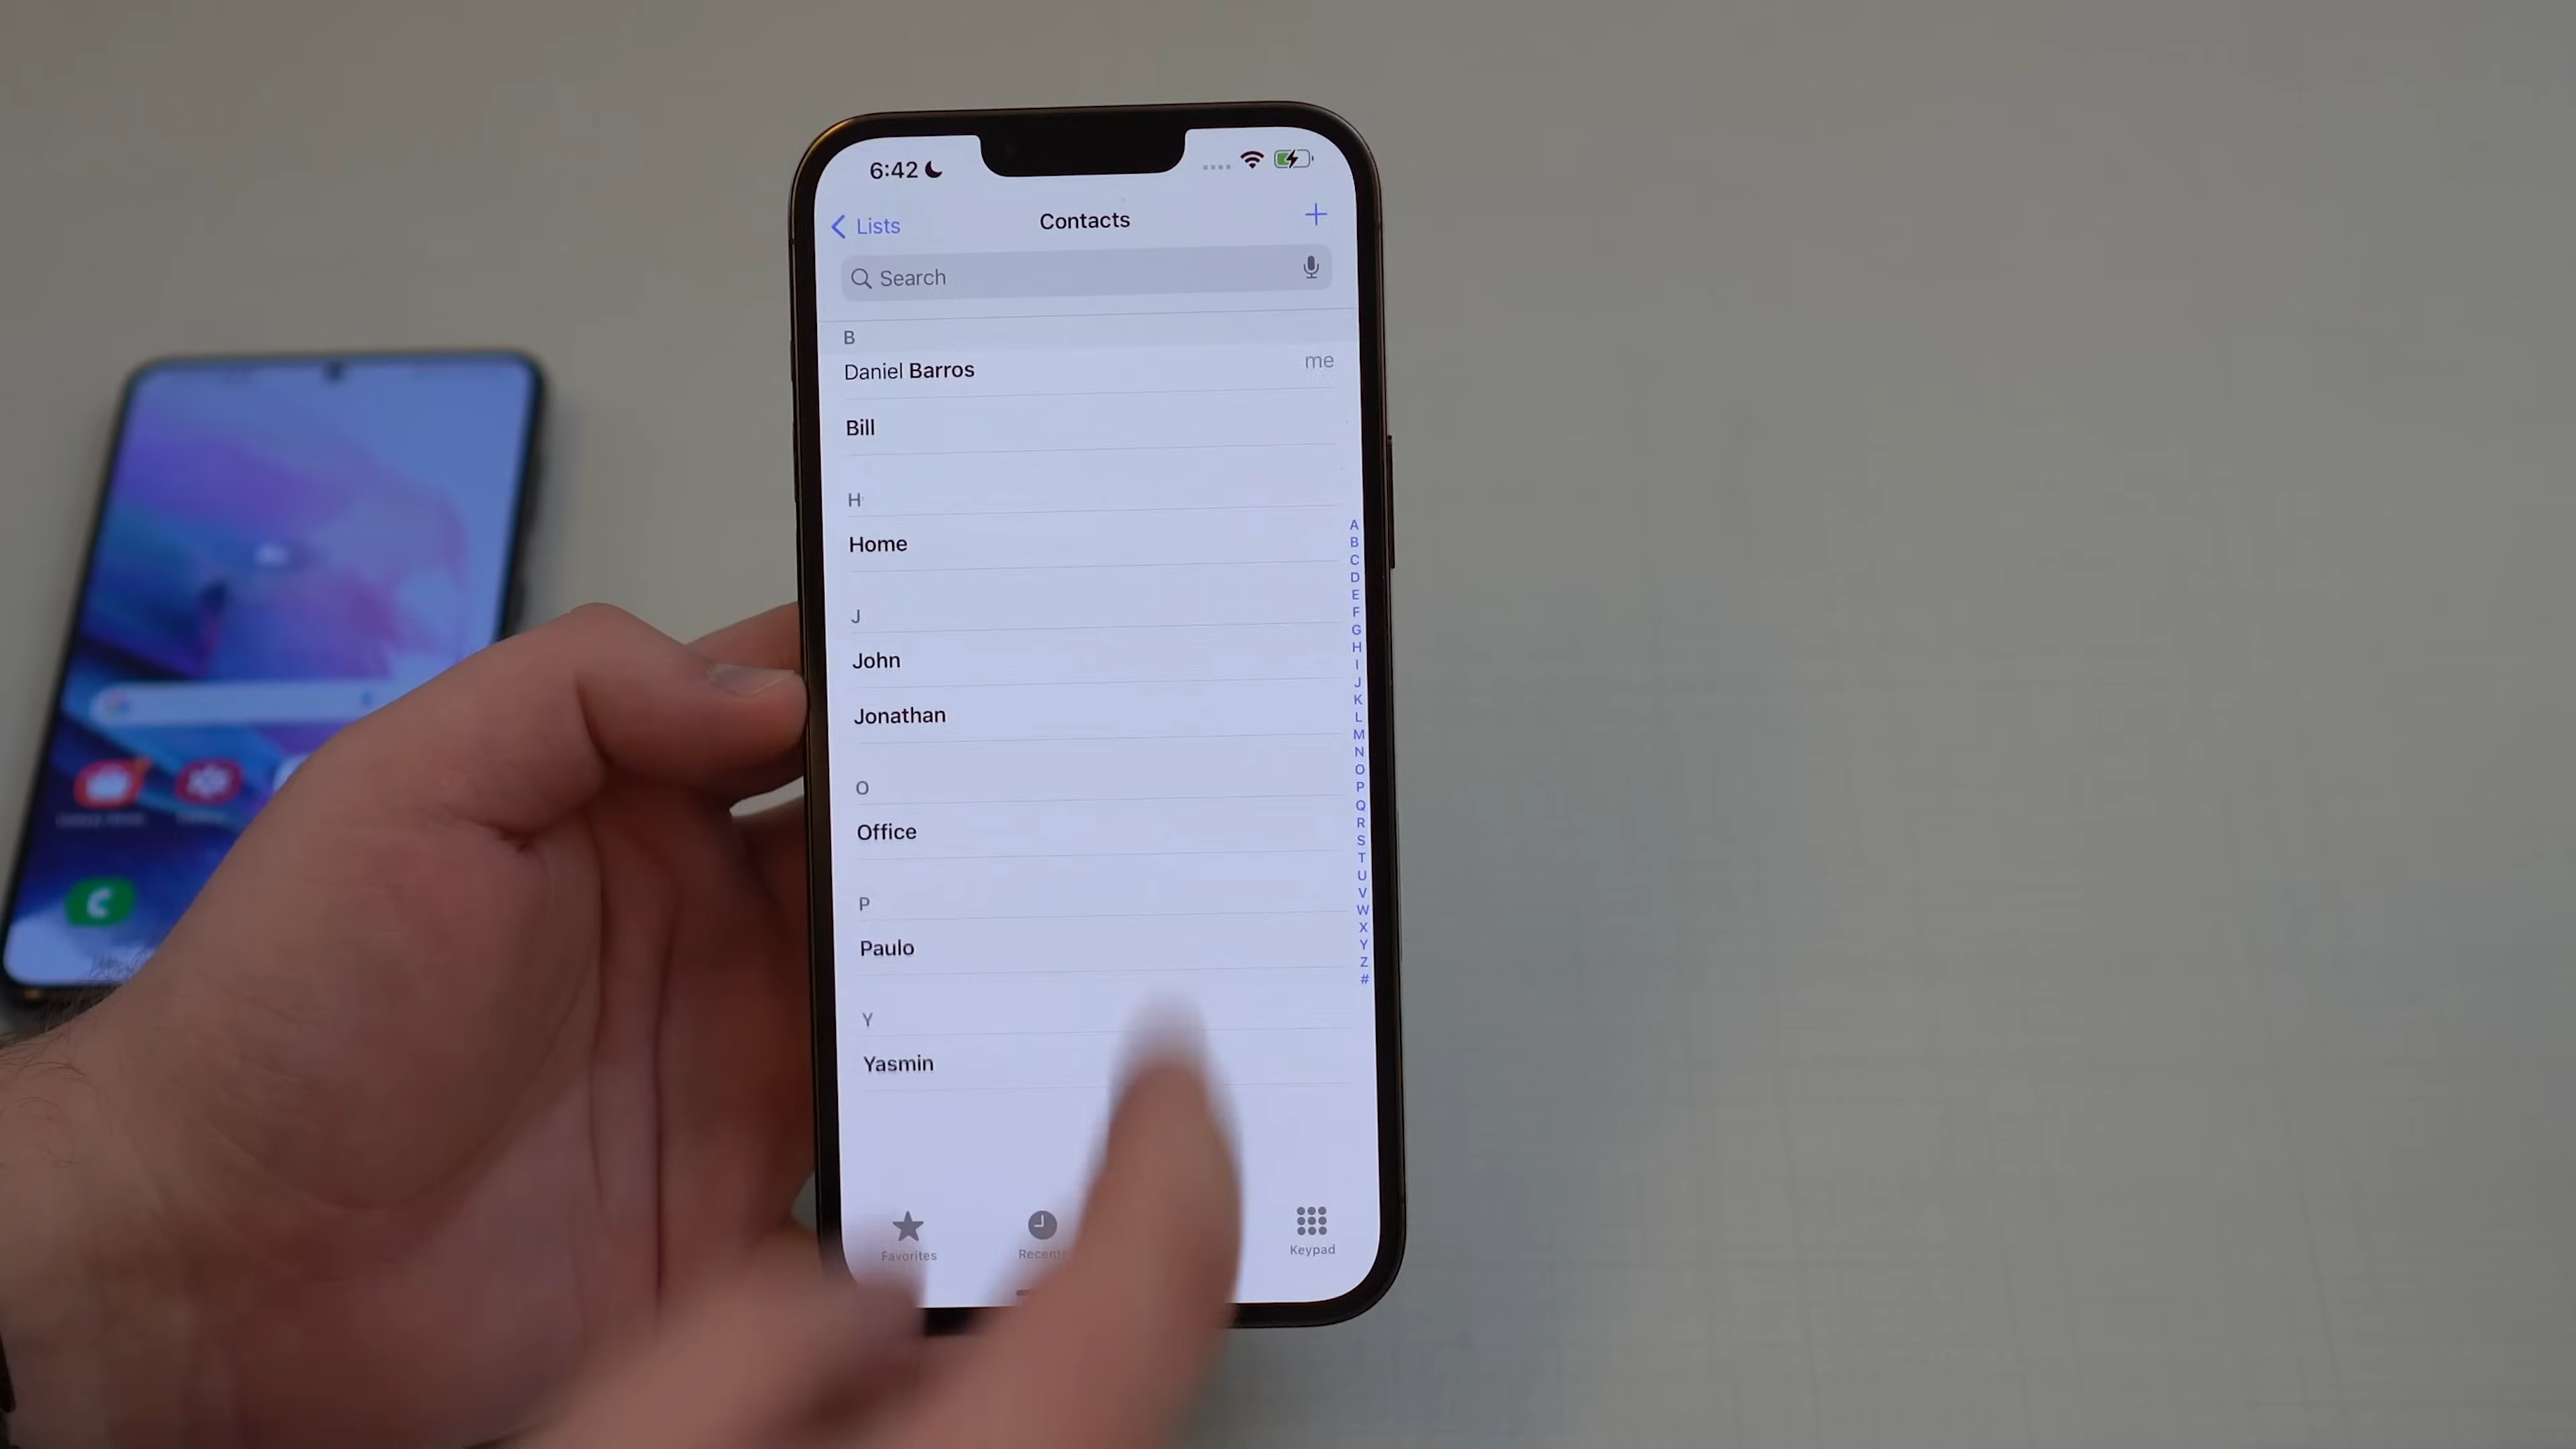 6:42
Lists
Contacts
+
Search
B
Daniel Barros
me
Bill
H
Home
J
John
Jonathan
O
Office
P
Paulo
Y
Yasmin
A
B
C
D
E
F
G
H
I
J
K
L
M
N
O
P
Q
R
S
T
U
V
W
X
Y
Z
#
Favorites
Recents
Keypad